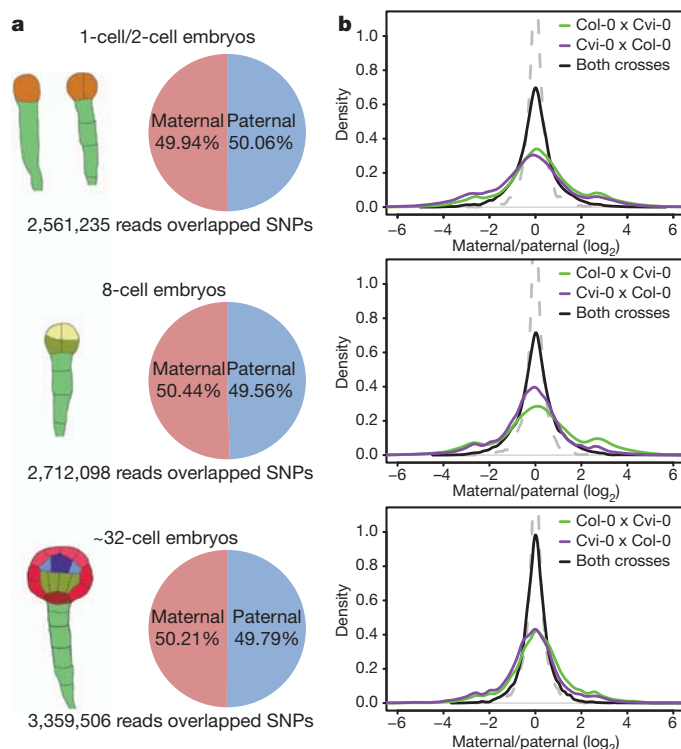 a
1-cell/2-cell embryos
Maternal
49.94%
Paternal
50.06%
2,561,235 reads overlapped SNPs
8-cell embryos
Maternal
50.44%
Paternal
49.56%
2,712,098 reads overlapped SNPs
~32-cell embryos
Maternal
50.21%
Paternal
49.79%
3,359,506 reads overlapped SNPs
b
Col-0 x Cvi-0
Cvi-0 x Col-0
Both crosses
Density
1.0
0.8
0.6
0.4
0.2
0.0
−6 −4 −2 0 2 4 6
Maternal/paternal (log2)
Col-0 x Cvi-0
Cvi-0 x Col-0
Both crosses
Density
1.0
0.8
0.6
0.4
0.2
0.0
−6 −4 −2 0 2 4 6
Maternal/paternal (log2)
Col-0 x Cvi-0
Cvi-0 x Col-0
Both crosses
Density
1.0
0.8
0.6
0.4
0.2
0.0
−6 −4 −2 0 2 4 6
Maternal/paternal (log2)